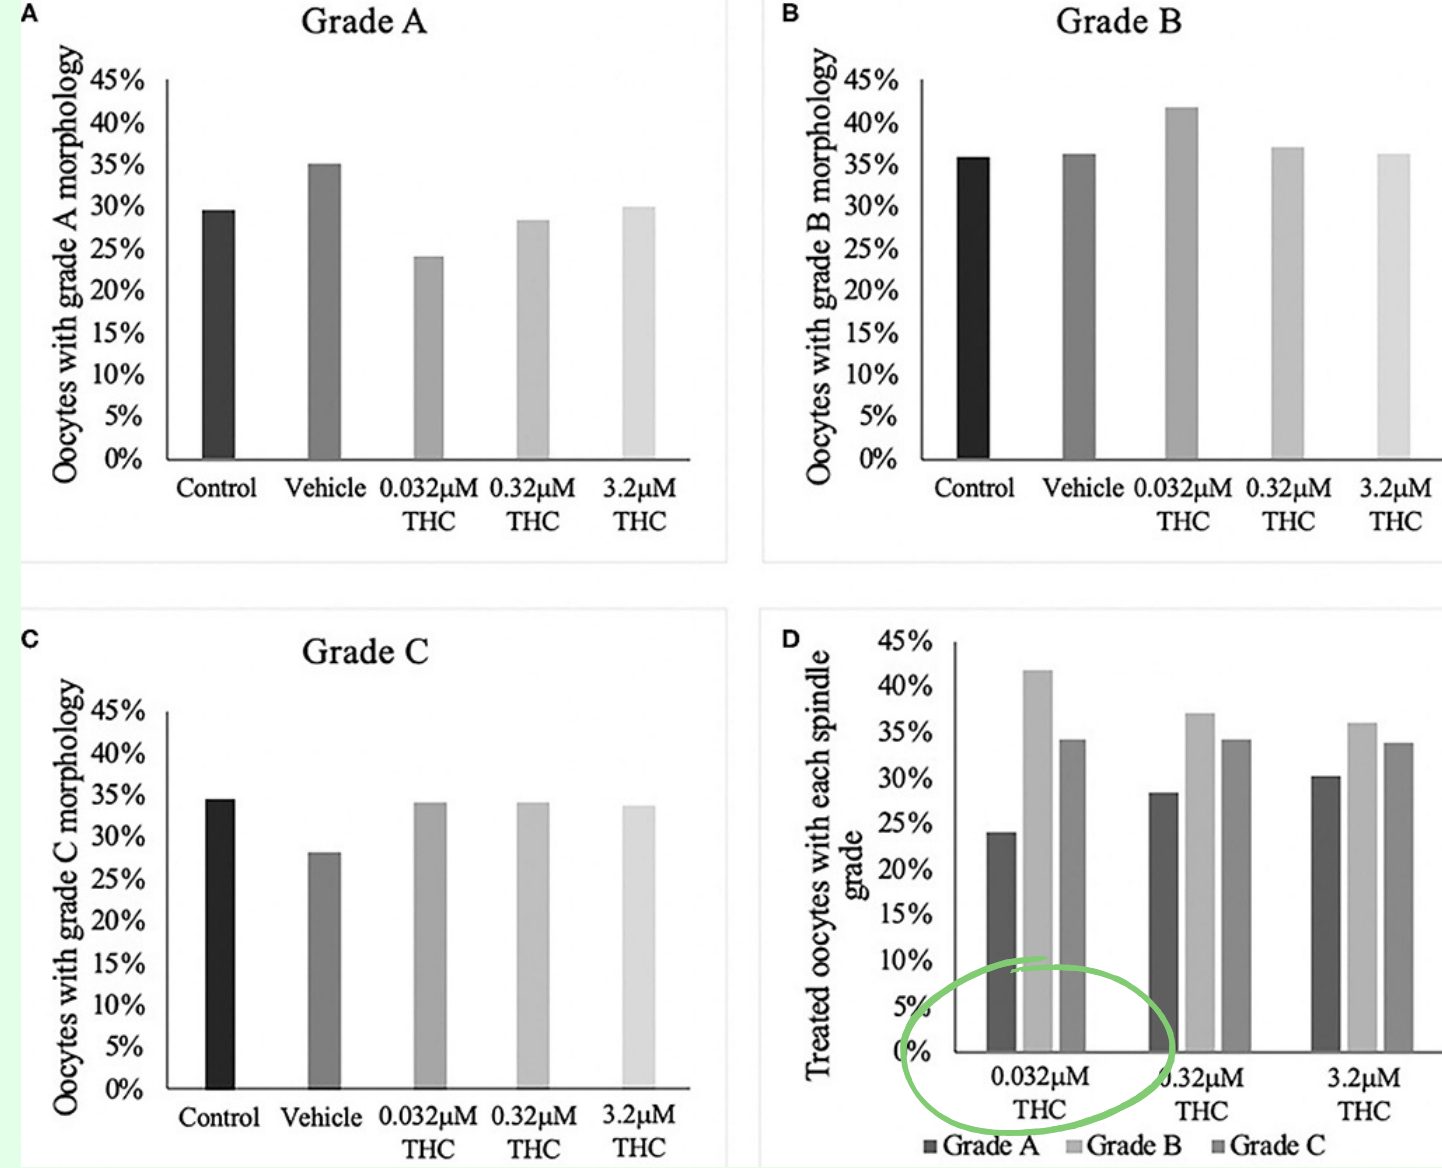 A
Grade A
Oocytes with grade A morphology
45%
40%
35%
30%
25%
20%
15%
10%
5%
0%
Control Vehicle 0.032μM 0.32μM 3.2μM
THC THC THC
B
Grade B
Oocytes with grade B morphology
45%
40%
35%
30%
25%
20%
15%
10%
5%
0%
Control Vehicle 0.032μM 0.32μM 3.2μM
THC THC THC
C
Grade C
Oocytes with grade C morphology
45%
40%
35%
30%
25%
20%
15%
10%
5%
0%
Control Vehicle 0.032μM 0.32μM 3.2μM
THC THC THC
D
Treated oocytes with each spindle
grade
45%
40%
35%
30%
25%
20%
15%
10%
5%
0%
0.032μM 0.32μM 3.2μM
THC THC THC
Grade A Grade B Grade C